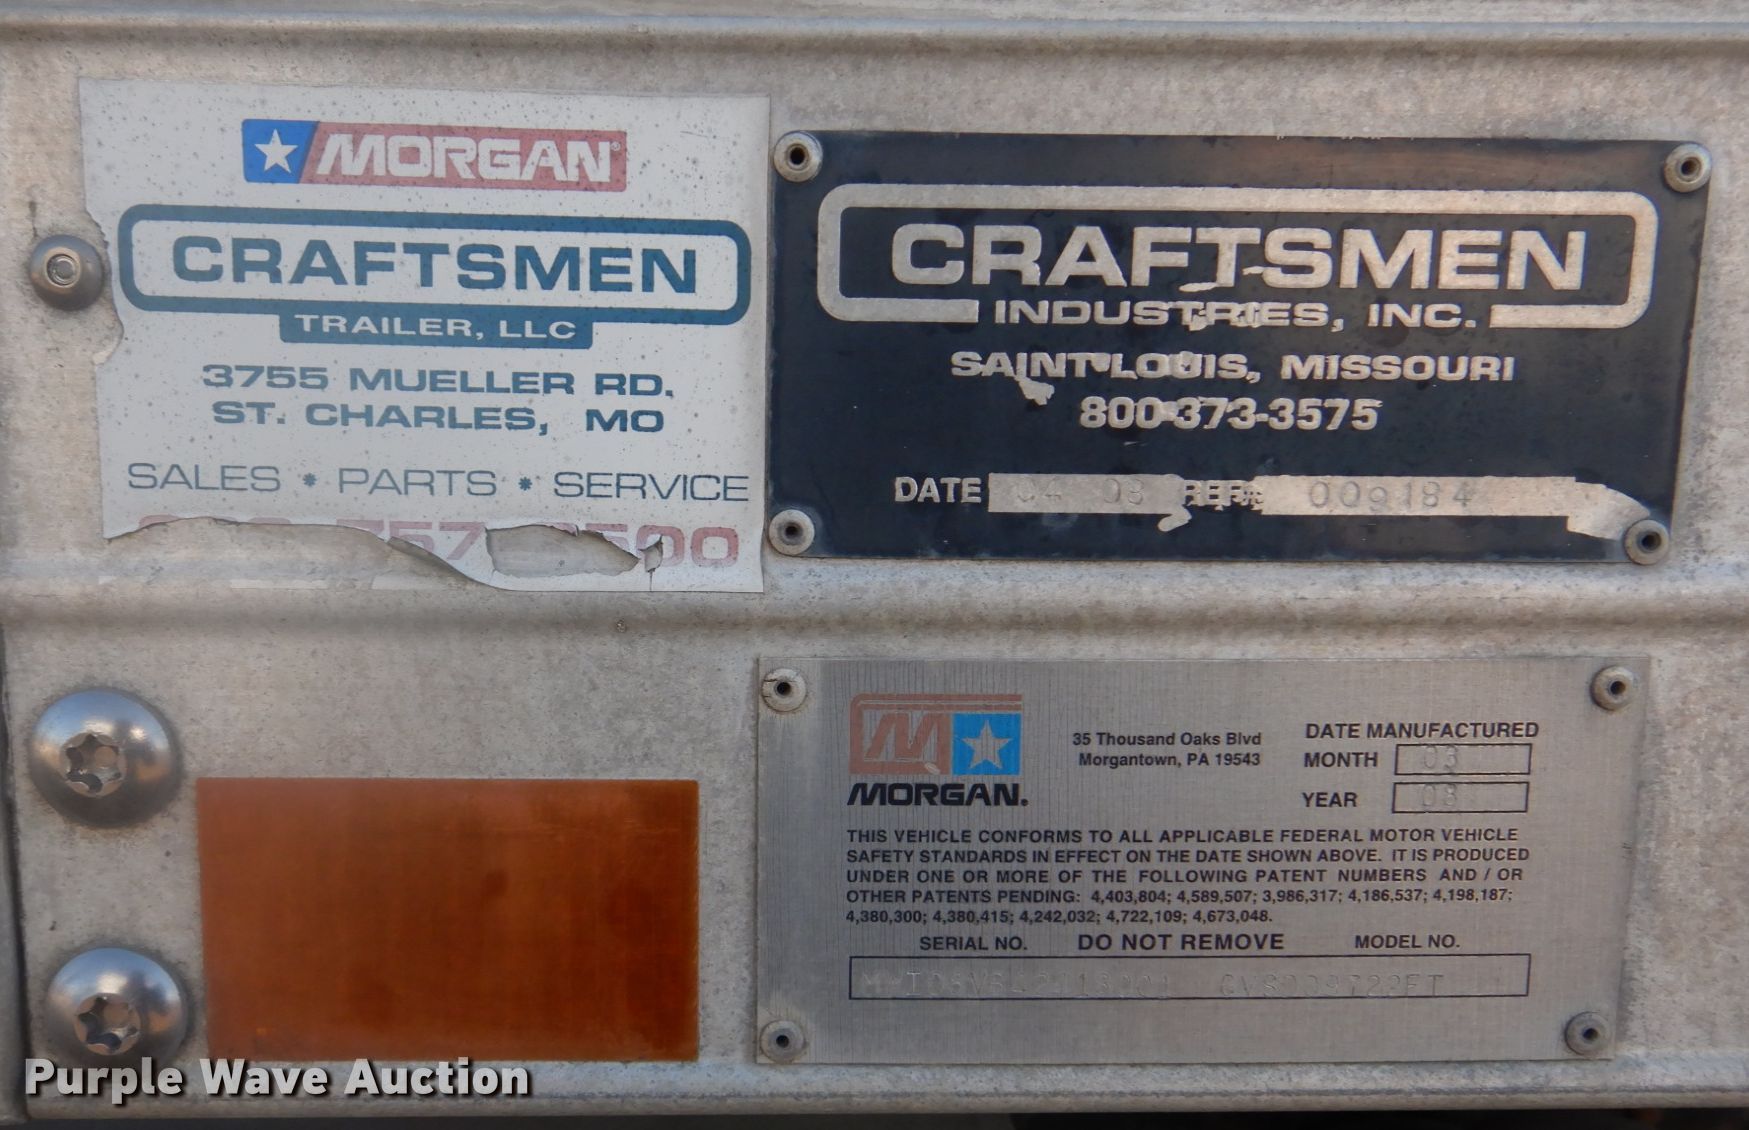 MORGAN®
CRAFTSMEN
TRAILER, LLC
3755 MUELLER RD.
ST. CHARLES, MO
SALES * PARTS * SERVICE
CRAFTSMEN
INDUSTRIES, INC.
SAINT LOUIS, MISSOURI
800-373-3575
DATE 04 08 REF# 009184
MORGAN.
35 Thousand Oaks Blvd
Morgantown, PA 19543
DATE MANUFACTURED
MONTH 03
YEAR 08
THIS VEHICLE CONFORMS TO ALL APPLICABLE FEDERAL MOTOR VEHICLE
SAFETY STANDARDS IN EFFECT ON THE DATE SHOWN ABOVE. IT IS PRODUCED
UNDER ONE OR MORE OF THE FOLLOWING PATENT NUMBERS AND / OR
OTHER PATENTS PENDING: 4,403,804; 4,589,507; 3,986,317; 4,186,537; 4,198,187;
4,380,300; 4,380,415; 4,242,032; 4,722,109; 4,673,048.
SERIAL NO. DO NOT REMOVE MODEL NO.
Purple Wave Auction